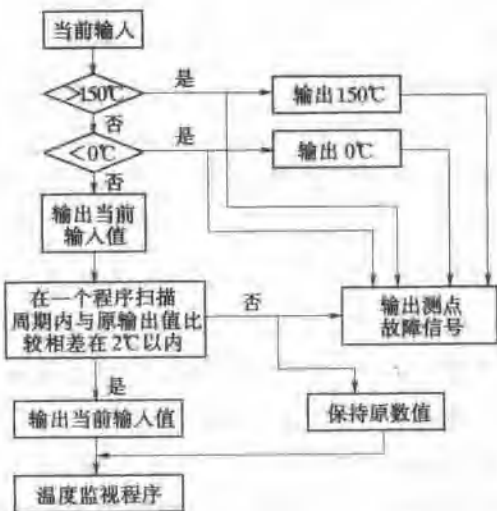 当前输入
>150℃
是
输出150℃
否
<0℃
是
输出0℃
否
输出当前
输入值
在一个程序扫描
周期内与原输出值比
较相差在2℃以内
否
输出测点
故障信号
是
输出当前输入值
保持原数值
温度监视程序